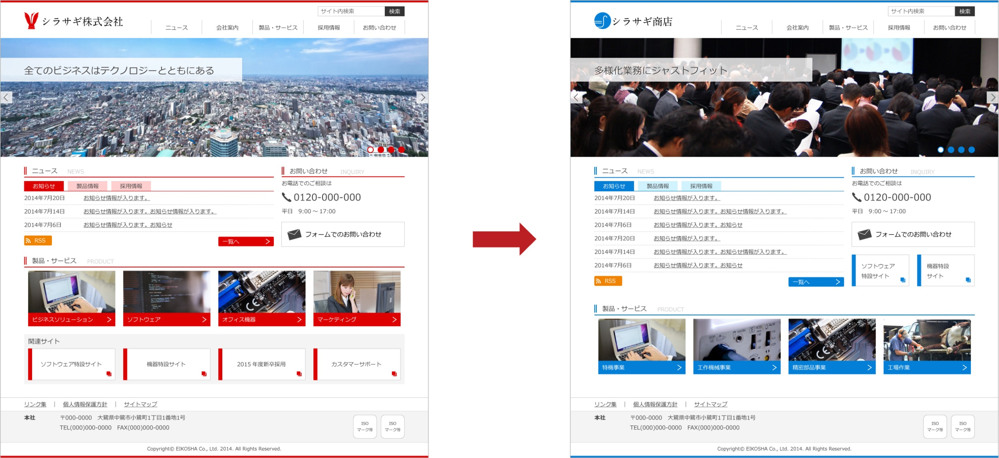 シラサギ株式会社
サイト内検索
検索
ニュース
会社案内
製品・サービス
採用情報
お問い合わせ
全てのビジネスはテクノロジーとともにある
ニュース NEWS
お知らせ
製品情報
採用情報
2014年7月20日 お知らせ情報が入ります。
2014年7月14日 お知らせ情報が入ります。お知らせ情報が入ります。
2014年7月6日 お知らせ情報が入ります。お知らせ
RSS
一覧へ
お問い合わせ INQUIRY
お電話でのご相談は
0120-000-000
平日 9:00 ～ 17:00
フォームでのお問い合わせ
製品・サービス PRODUCT
ビジネスソリューション
ソフトウェア
オフィス機器
マーケティング
関連サイト
ソフトウェア特設サイト
機器特設サイト
2015 年度新卒採用
カスタマーサポート
リンク集 | 個人情報保護方針 | サイトマップ
本社 〒000-0000 大鷺県中鷺市小鷺町1丁目1番地1号
TEL(000)000-0000 FAX(000)000-0000
ISO
マーク等
ISO
マーク等
Copyright© EIKOSHA Co., Ltd. 2014. All Rights Reserved.
シラサギ商店
サイト内検索
検索
ニュース
会社案内
製品・サービス
採用情報
お問い合わせ
多様化業務にジャストフィット
ニュース NEWS
お知らせ
製品情報
採用情報
2014年7月20日 お知らせ情報が入ります。
2014年7月14日 お知らせ情報が入ります。お知らせ情報が入ります。
2014年7月6日 お知らせ情報が入ります。お知らせ
2014年7月20日 お知らせ情報が入ります。
2014年7月14日 お知らせ情報が入ります。お知らせ情報が入ります。
2014年7月6日 お知らせ情報が入ります。お知らせ
RSS
一覧へ
お問い合わせ INQUIRY
お電話でのご相談は
0120-000-000
平日 9:00 ～ 17:00
フォームでのお問い合わせ
ソフトウェア
特設サイト
機器特設
サイト
製品・サービス PRODUCT
特機事業
MARK
RCD
ALM
工作機械事業
精密部品事業
工場作業
リンク集 | 個人情報保護方針 | サイトマップ
本社 〒000-0000 大鷺県中鷺市小鷺町1丁目1番地1号
TEL(000)000-0000 FAX(000)000-0000
ISO
マーク等
ISO
マーク等
Copyright© EIKOSHA Co., Ltd. 2014. All Rights Reserved.